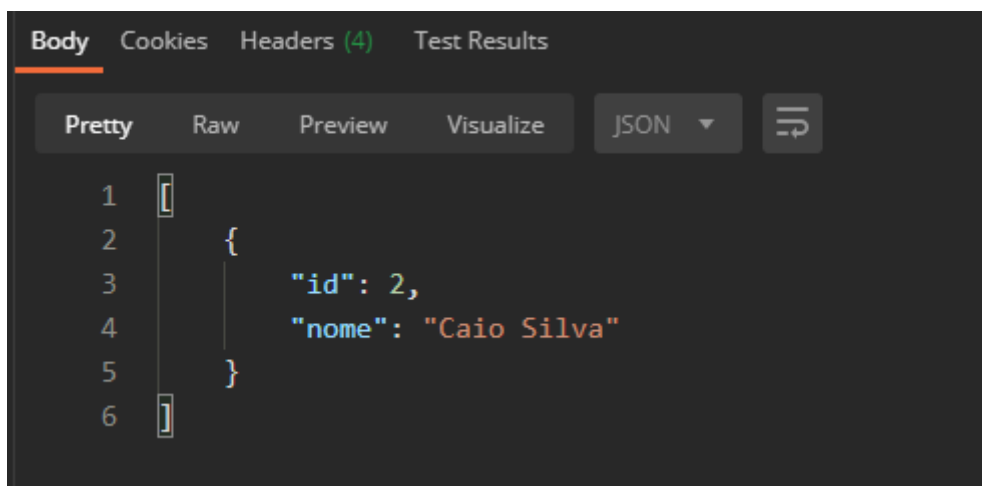 Body Cookies Headers (4) Test Results
Pretty Raw Preview Visualize JSON
1 [
2 {
3 "id": 2,
4 "nome": "Caio Silva"
5 }
6 ]